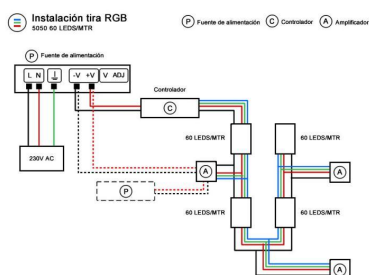 Instalación tira RGB
5050 60 LEDS/MTR
P Fuente de alimentación C Controlador A Amplificador
P Fuente de alimentación
L N -V +V V ADJ
Controlador
C
230V AC
60 LEDS/MTR 60 LEDS/MTR
A A
P
60 LEDS/MTR 60 LEDS/MTR
A